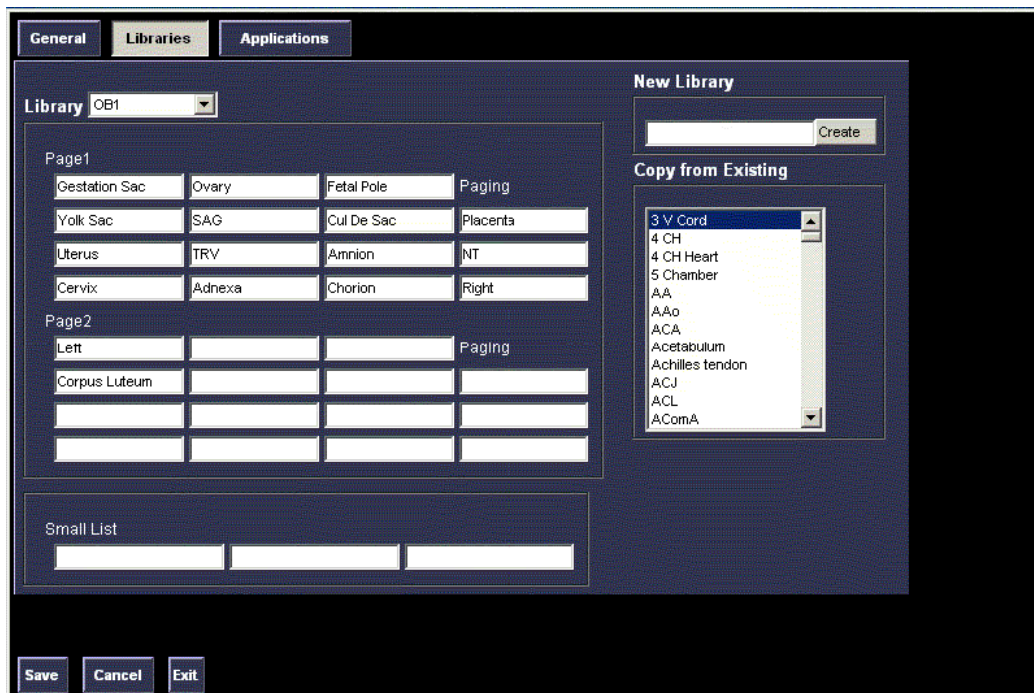 General Libraries Applications
Library OB1
Page1
Gestation Sac Ovary Fetal Pole Paging
Yolk Sac SAG Cul De Sac Placenta
Uterus TRV Amnion NT
Cervix Adnexa Chorion Right
Page2
Left Paging
Corpus Luteum
Small List
New Library
Create
Copy from Existing
3 V Cord
4 CH
4 CH Heart
5 Chamber
AA
AAo
ACA
Acetabulum
Achilles tendon
ACJ
ACL
AComA
Save Cancel Exit